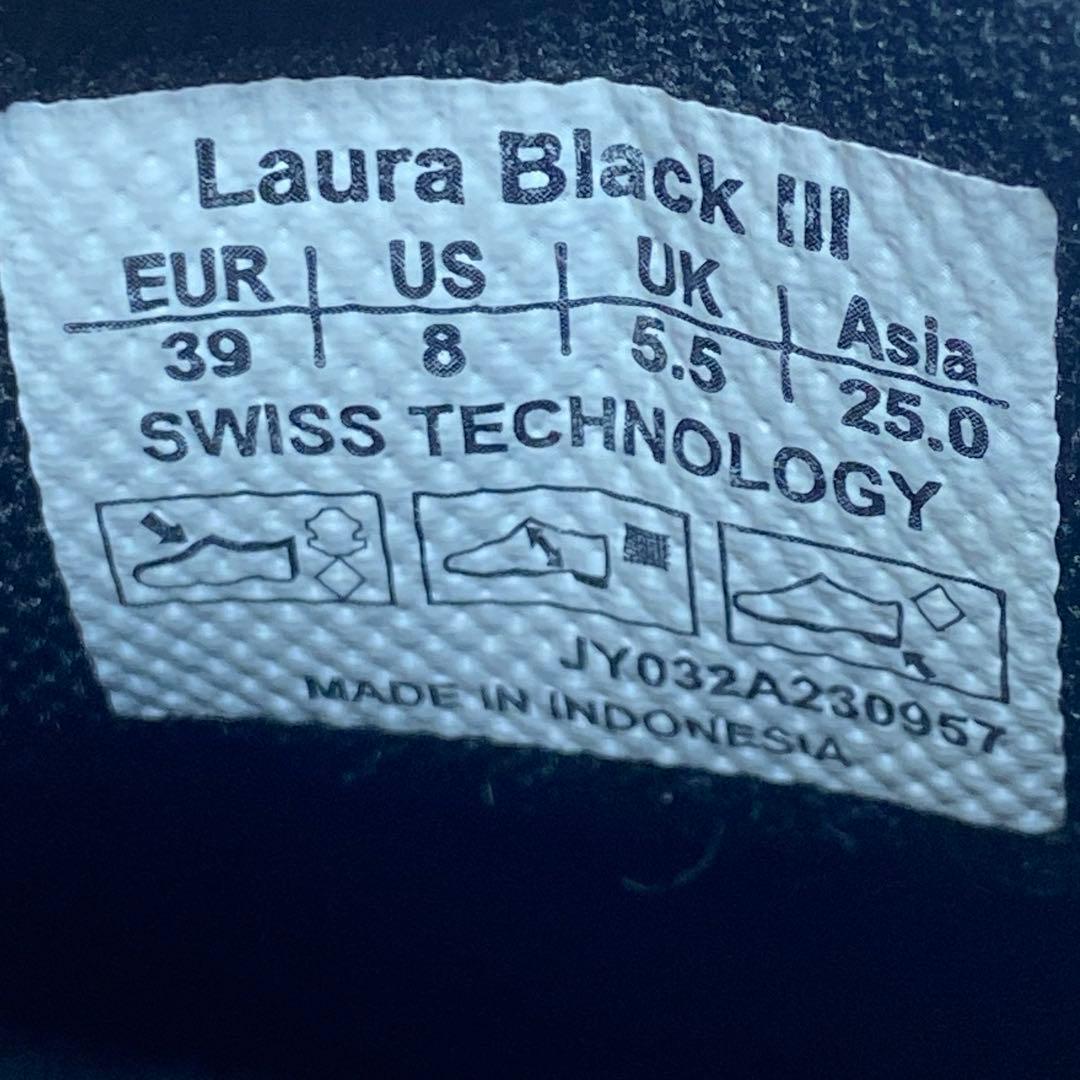 Laura Black III
EUR US UK Asia
39 8 5.5 25.0
SWISS TECHNOLOGY
JY032A230957
MADE IN INDONESIA